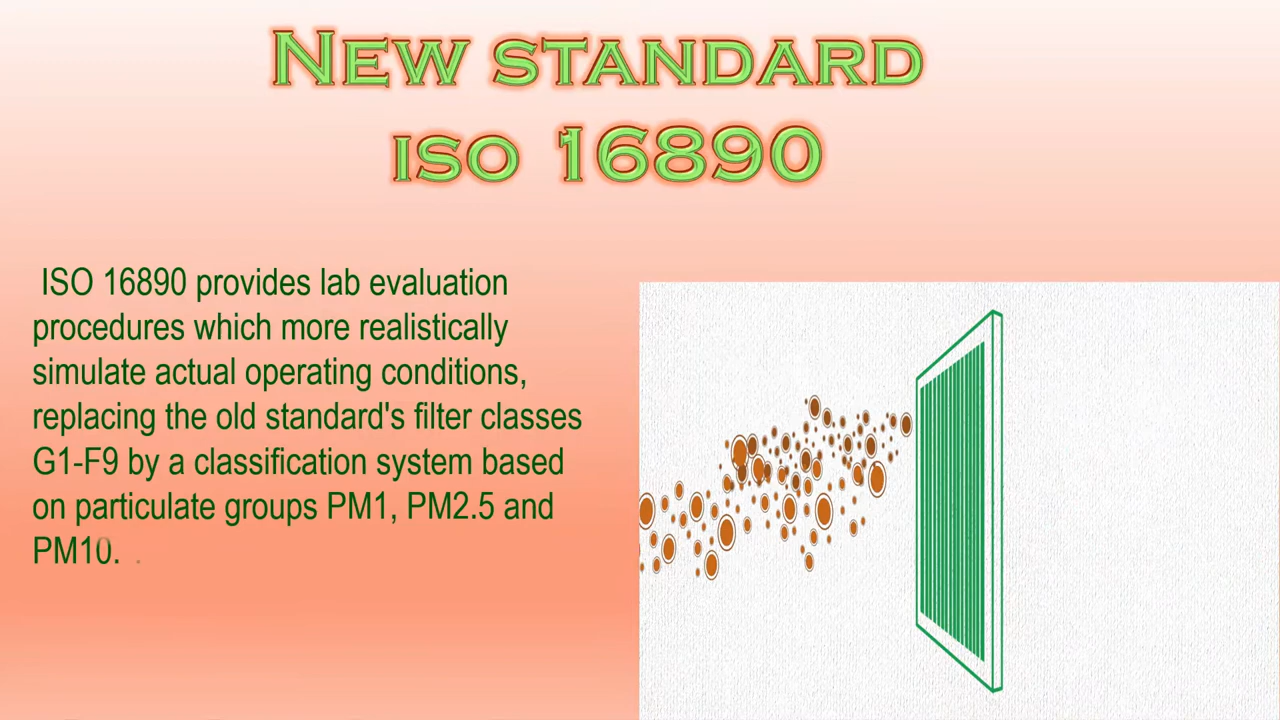 NEW STANDARD
ISO 16890
ISO 16890 provides lab evaluation
procedures which more realistically
simulate actual operating conditions,
replacing the old standard's filter classes
G1-F9 by a classification system based
on particulate groups PM1, PM2.5 and
PM10. .